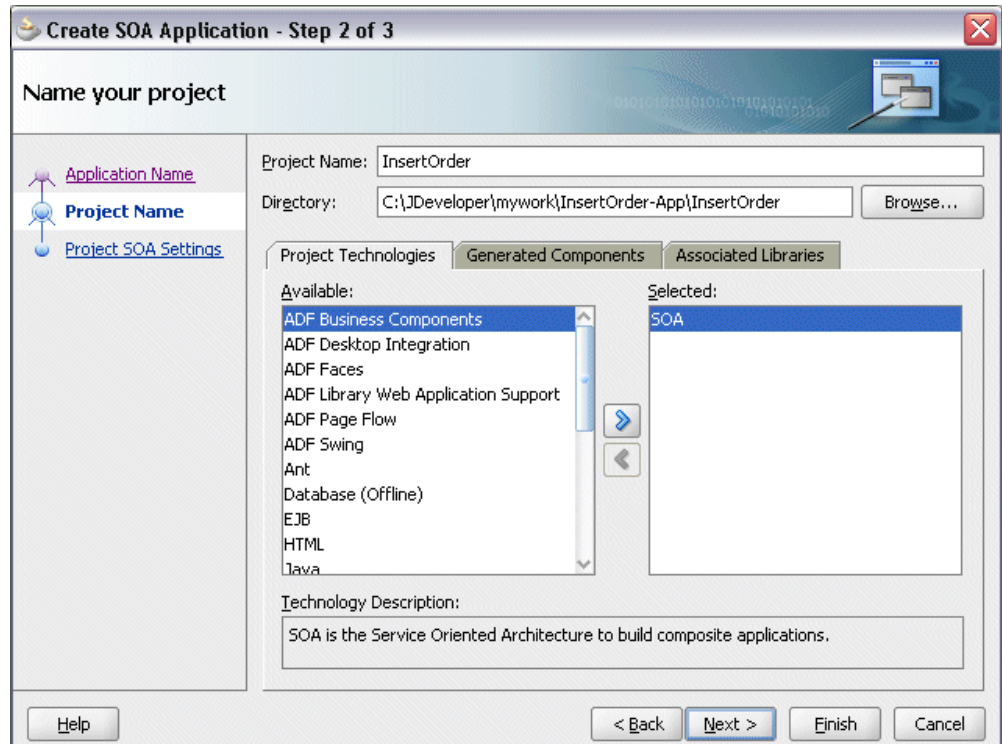 Create SOA Application - Step 2 of 3
Name your project
Application Name
Project Name
Project SOA Settings
Project Name: InsertOrder
Directory: C:\JDeveloper\mywork\InsertOrder-App\InsertOrder Browse...
Project Technologies Generated Components Associated Libraries
Available: Selected:
ADF Business Components SOA
ADF Desktop Integration
ADF Faces
ADF Library Web Application Support
ADF Page Flow
ADF Swing
Ant
Database (Offline)
EJB
HTML
Java
Technology Description:
SOA is the Service Oriented Architecture to build composite applications.
Help < Back Next > Finish Cancel